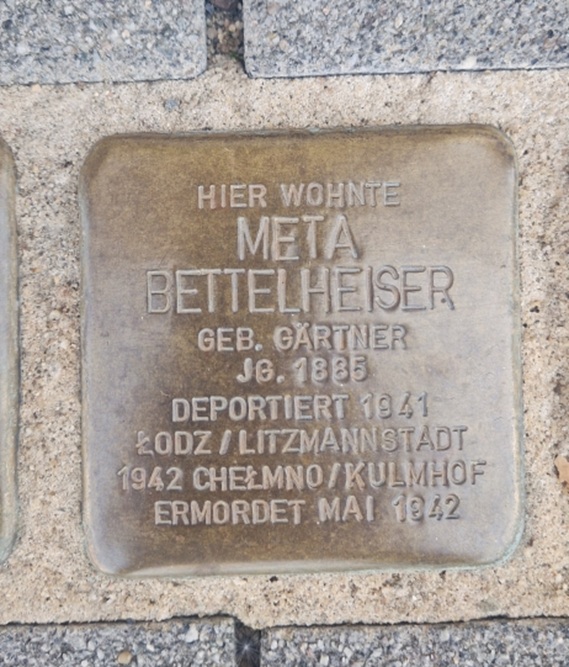 HIER WOHNTE
META
BETTELHEISER
GEB. GÄRTNER
JG. 1885
DEPORTIERT 1941
ŁODZ / LITZMANNSTADT
1942 CHEŁMNO / KULMHOF
ERMORDET MAI 1942